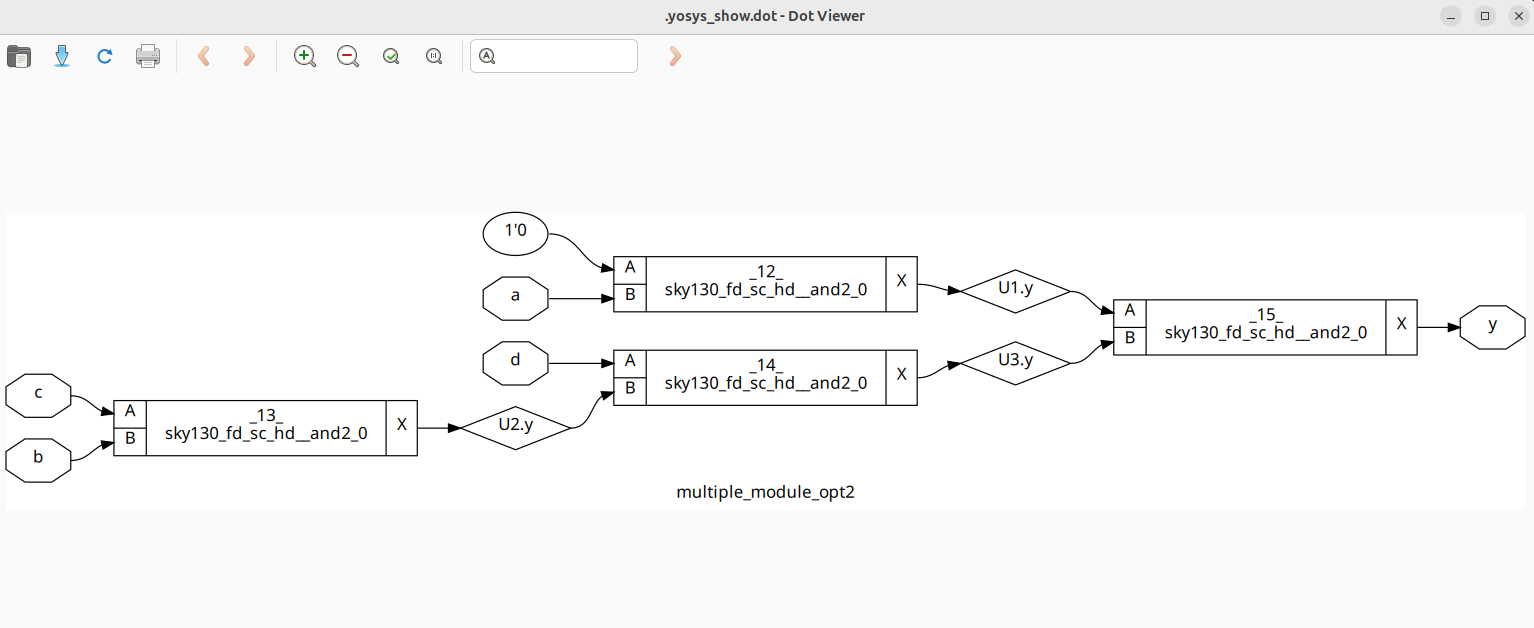 .yosys_show.dot - Dot Viewer
1'0
A
B
_12_
sky130_fd_sc_hd__and2_0
X
a
U1.y
A
B
_15_
sky130_fd_sc_hd__and2_0
X
y
d
A
B
_14_
sky130_fd_sc_hd__and2_0
X
U3.y
c
b
A
B
_13_
sky130_fd_sc_hd__and2_0
X
U2.y
multiple_module_opt2